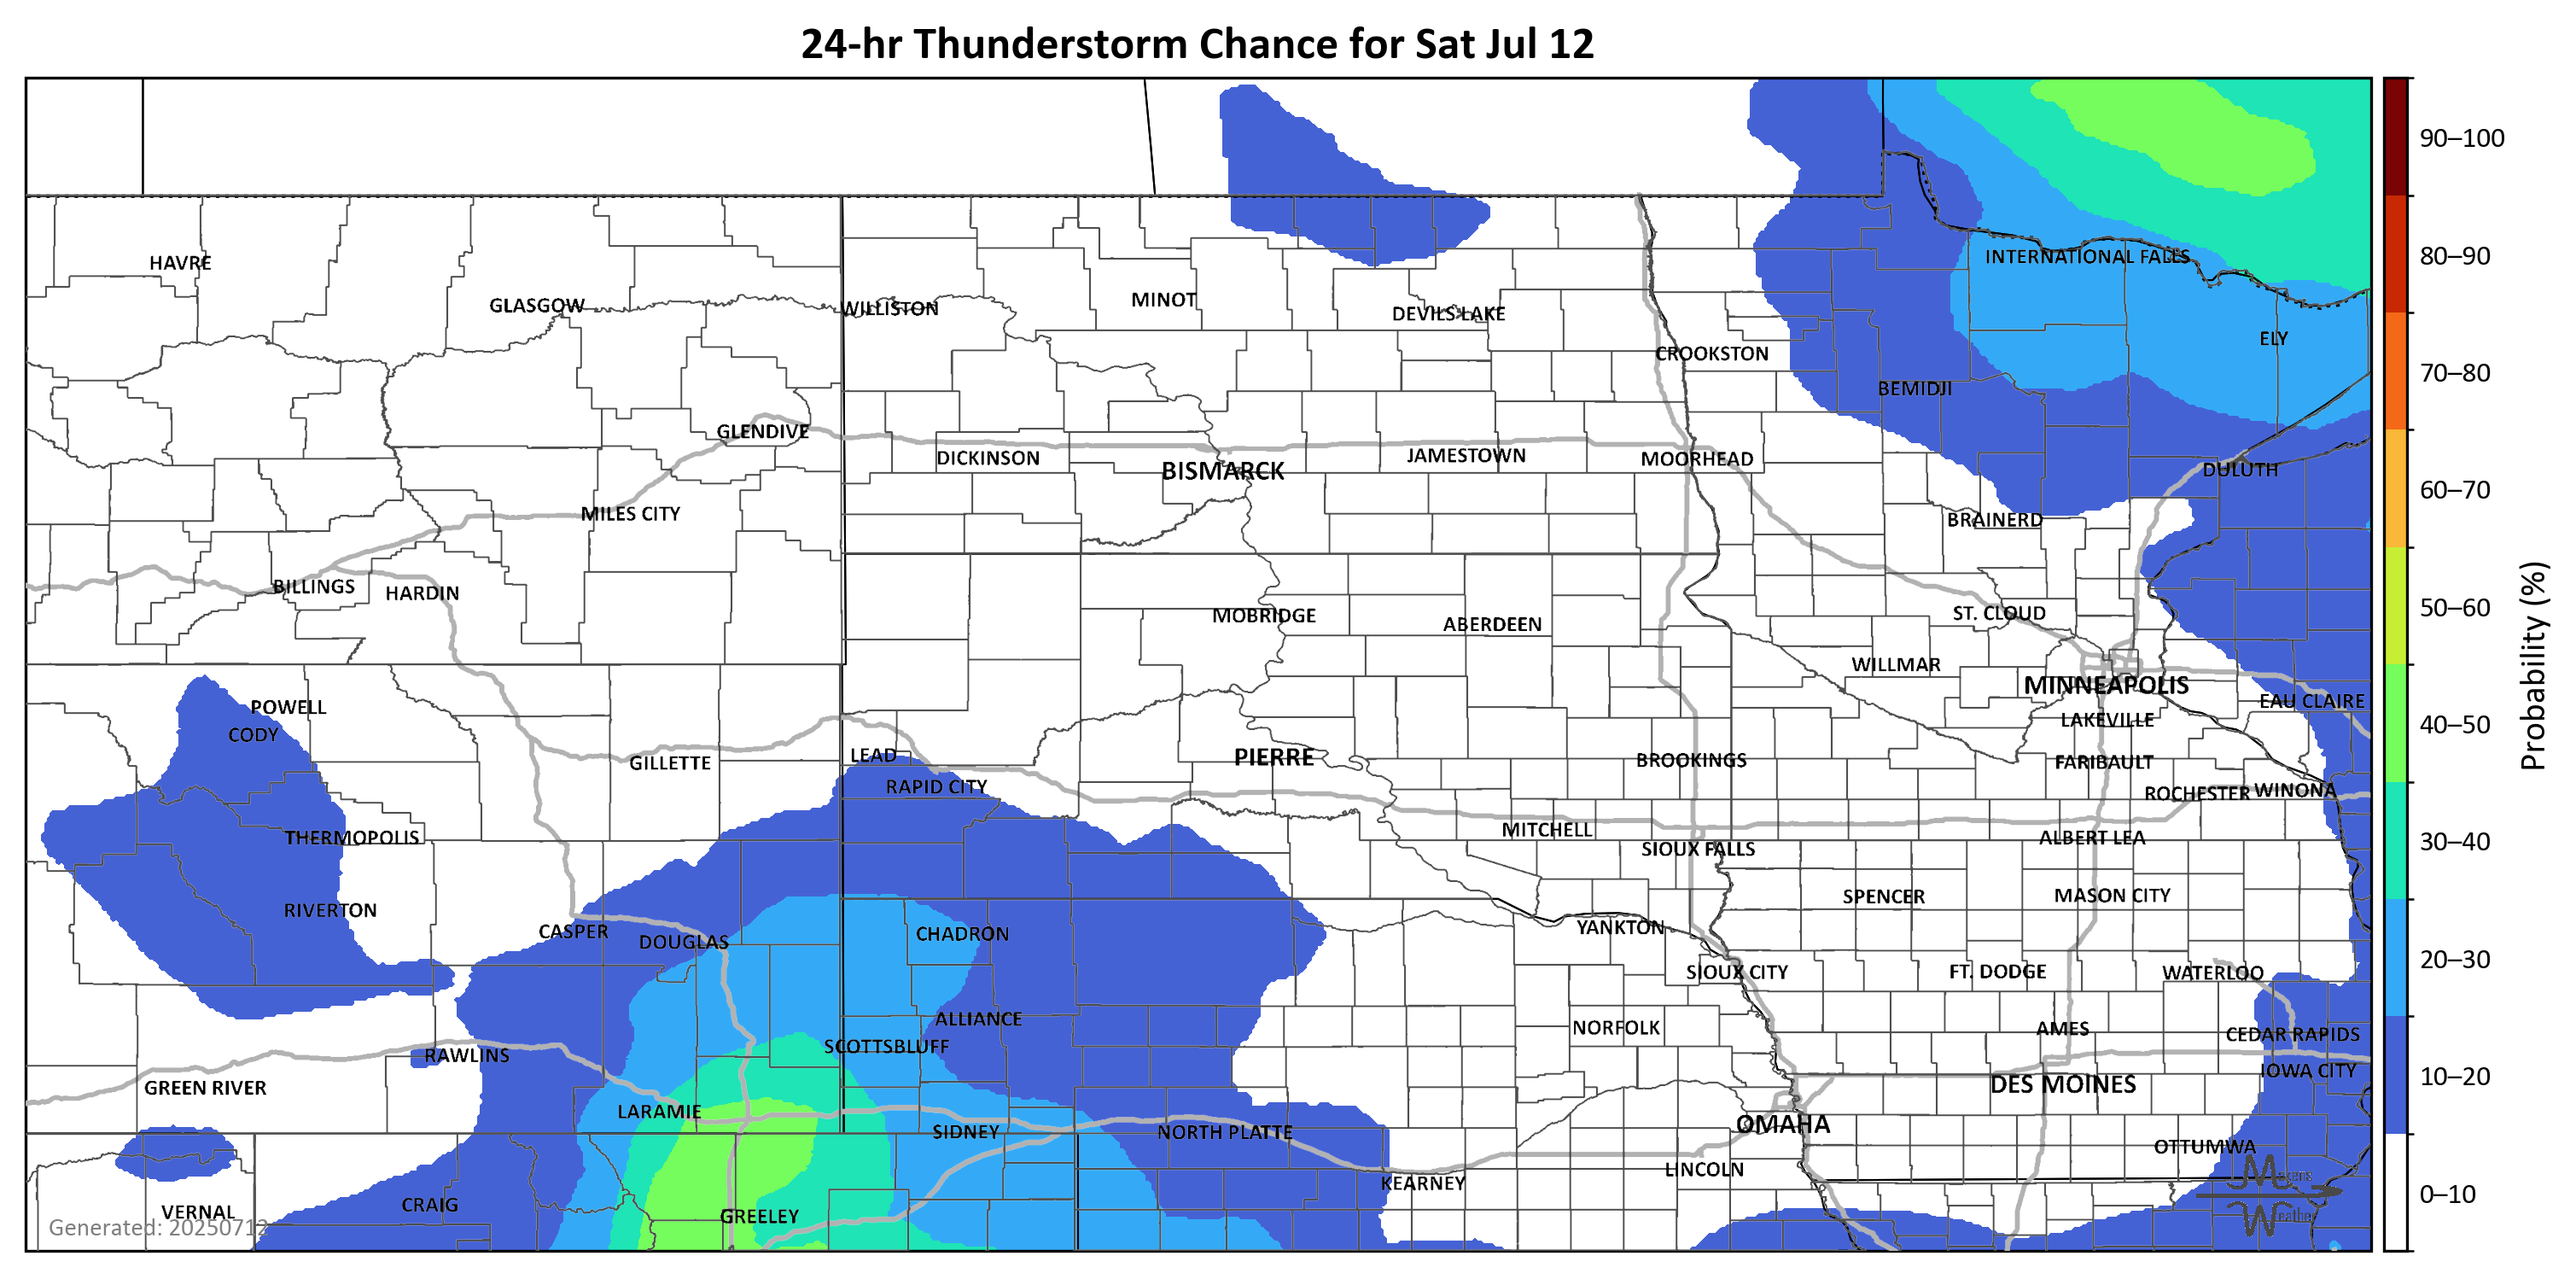 24-hr Thunderstorm Chance for Sat Jul 12
90–100
80–90
70–80
60–70
50–60
40–50
30–40
20–30
10–20
0–10
Probability (%)
HAVRE
INTERNATIONAL FALLS
GLASGOW
WILLISTON
MINOT
DEVILS LAKE
ELY
CROOKSTON
BEMIDJI
GLENDIVE
DICKINSON
BISMARCK
JAMESTOWN
MOORHEAD
DULUTH
MILES CITY
BRAINERD
BILLINGS
HARDIN
MOBRIDGE
ABERDEEN
ST. CLOUD
WILLMAR
MINNEAPOLIS
POWELL
EAU CLAIRE
CODY
LAKEVILLE
GILLETTE
LEAD
PIERRE
BROOKINGS
FARIBAULT
RAPID CITY
ROCHESTER
WINONA
THERMOPOLIS
MITCHELL
ALBERT LEA
SIOUX FALLS
RIVERTON
SPENCER
MASON CITY
CASPER
DOUGLAS
CHADRON
YANKTON
SIOUX CITY
FT. DODGE
WATERLOO
ALLIANCE
NORFOLK
AMES
CEDAR RAPIDS
SCOTTSBLUFF
RAWLINS
IOWA CITY
GREEN RIVER
DES MOINES
LARAMIE
SIDNEY
NORTH PLATTE
OMAHA
OTTUMWA
LINCOLN
KEARNEY
VERNAL
CRAIG
GREELEY
Generated: 20250712
Makens
Weather